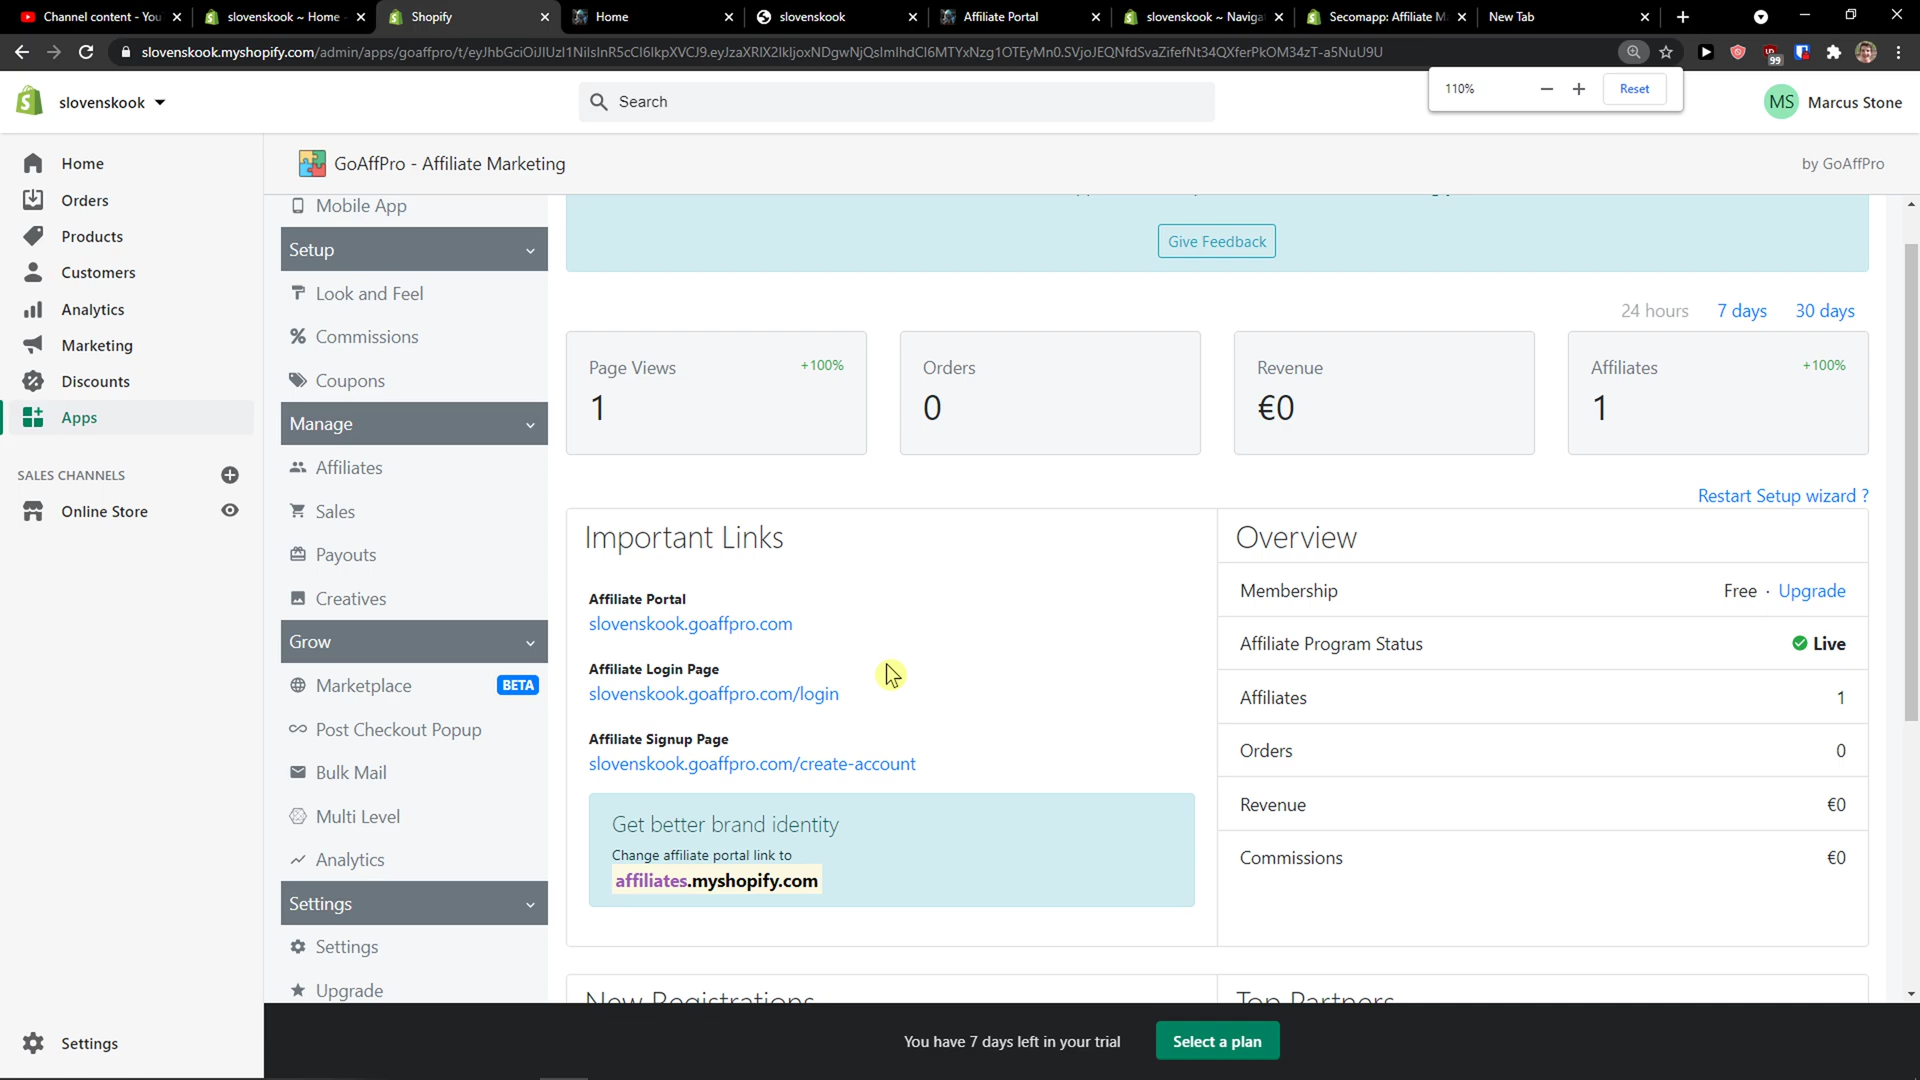 Channel content - You
slovenskook ~ Home
Shopify
Home
slovenskook
Affiliate Portal
slovenskook ~ Naviga
Secomapp: Affiliate M
New Tab
slovenskook.myshopify.com/admin/apps/goaffpro/t/
99
110%
Reset
slovenskook
Search
MS Marcus Stone
Home
Orders
Products
Customers
Analytics
Marketing
Discounts
Apps
SALES CHANNELS
Online Store
Settings
GoAffPro - Affiliate Marketing
by GoAffPro
Mobile App
Setup
Look and Feel
Commissions
Coupons
Manage
Affiliates
Sales
Payouts
Creatives
Grow
Marketplace BETA
Post Checkout Popup
Bulk Mail
Multi Level
Analytics
Settings
Settings
Upgrade
Give Feedback
24 hours 7 days 30 days
Page Views +100%
1
Orders
0
Revenue
€0
Affiliates +100%
1
Restart Setup wizard ?
Important Links
Affiliate Portal
slovenskook.goaffpro.com
Affiliate Login Page
slovenskook.goaffpro.com/login
Affiliate Signup Page
slovenskook.goaffpro.com/create-account
Get better brand identity
Change affiliate portal link to
affiliates.myshopify.com
Overview
Membership Free · Upgrade
Affiliate Program Status Live
Affiliates 1
Orders 0
Revenue €0
Commissions €0
New Registrations
Top Partners
You have 7 days left in your trial
Select a plan